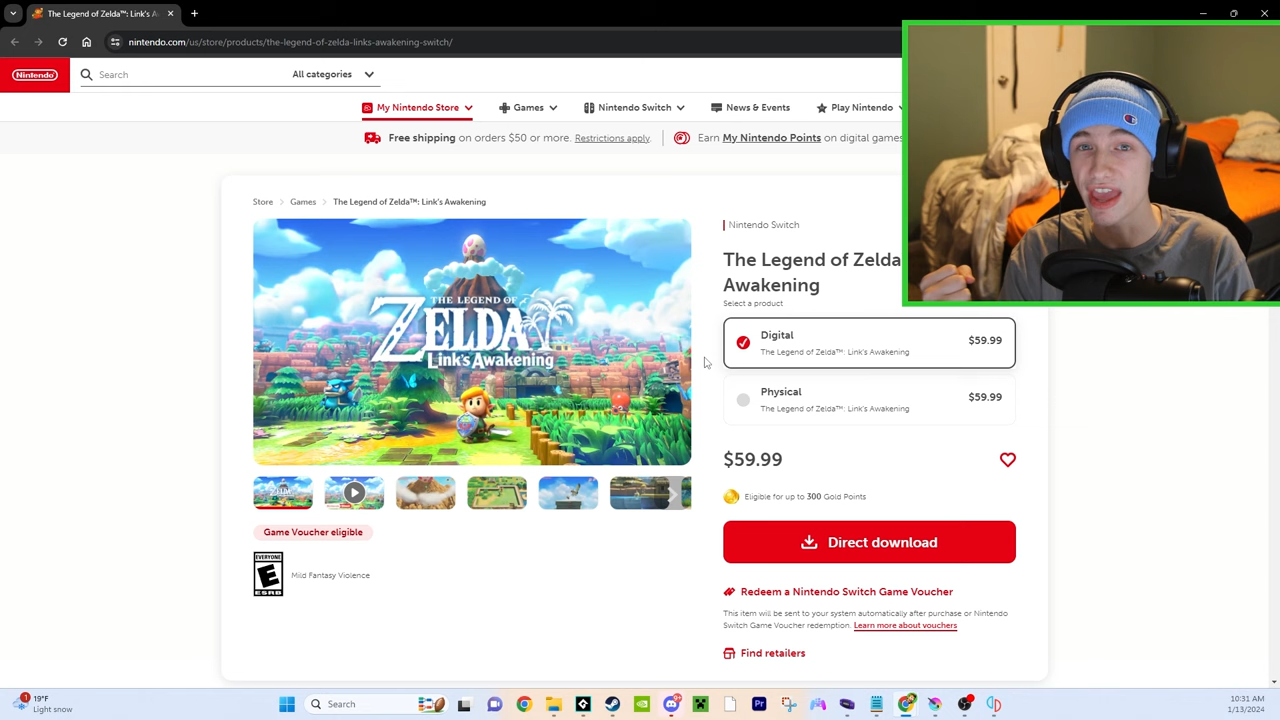 The Legend of Zelda™: Link's A
nintendo.com/us/store/products/the-legend-of-zelda-links-awakening-switch/
Nintendo
Search
All categories
My Nintendo Store
Games
Nintendo Switch
News & Events
Play Nintendo
Free shipping on orders $50 or more. Restrictions apply.
Earn My Nintendo Points on digital games
Store
Games
The Legend of Zelda™: Link's Awakening
THE LEGEND OF
ZELDA
Link's Awakening
Game Voucher eligible
EVERYONE
E
ESRB
Mild Fantasy Violence
Nintendo Switch
The Legend of Zelda
Awakening
Select a product
Digital
The Legend of Zelda™: Link's Awakening
$59.99
Physical
The Legend of Zelda™: Link's Awakening
$59.99
$59.99
Eligible for up to 300 Gold Points
Direct download
Redeem a Nintendo Switch Game Voucher
This item will be sent to your system automatically after purchase or Nintendo
Switch Game Voucher redemption. Learn more about vouchers
Find retailers
1
19°F
Light snow
Search
Pr
10:31 AM
1/13/2024